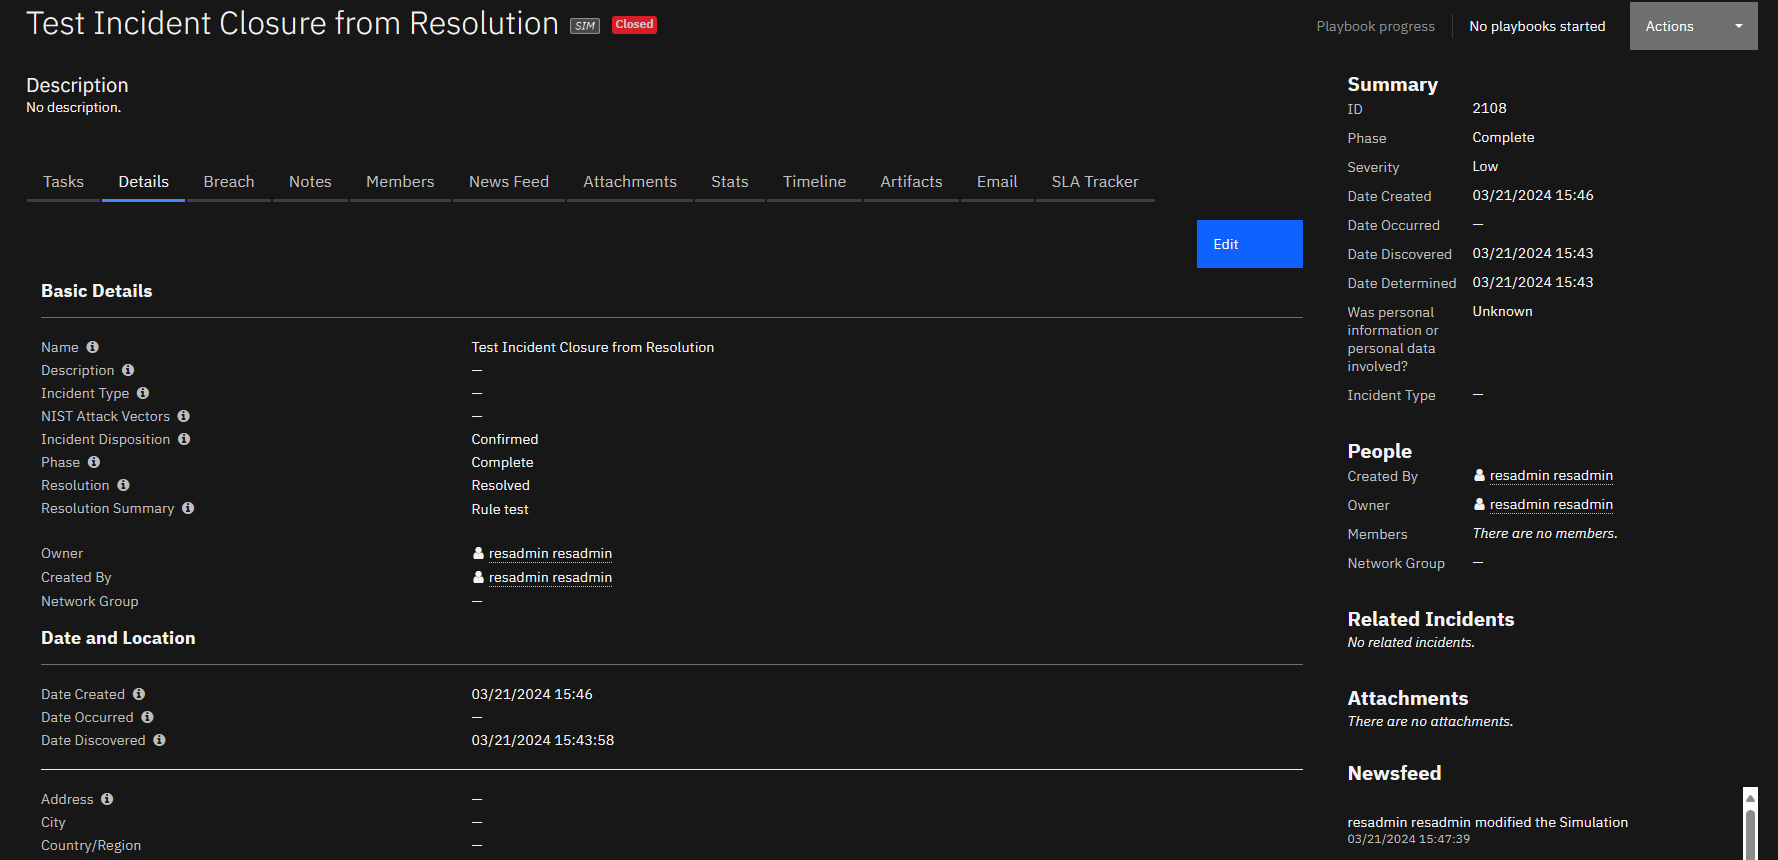 Test Incident Closure from Resolution SIM Closed
Playbook progress No playbooks started Actions
Description
No description.
Tasks Details Breach Notes Members News Feed Attachments Stats Timeline Artifacts Email SLA Tracker
Edit
Basic Details
Name Test Incident Closure from Resolution
Description —
Incident Type —
NIST Attack Vectors —
Incident Disposition Confirmed
Phase Complete
Resolution Resolved
Resolution Summary Rule test
Owner resadmin resadmin
Created By resadmin resadmin
Network Group —
Date and Location
Date Created 03/21/2024 15:46
Date Occurred —
Date Discovered 03/21/2024 15:43:58
Address —
City —
Country/Region —
Summary
ID 2108
Phase Complete
Severity Low
Date Created 03/21/2024 15:46
Date Occurred —
Date Discovered 03/21/2024 15:43
Date Determined 03/21/2024 15:43
Was personal Unknown
information or
personal data
involved?
Incident Type —
People
Created By resadmin resadmin
Owner resadmin resadmin
Members There are no members.
Network Group —
Related Incidents
No related incidents.
Attachments
There are no attachments.
Newsfeed
resadmin resadmin modified the Simulation
03/21/2024 15:47:39